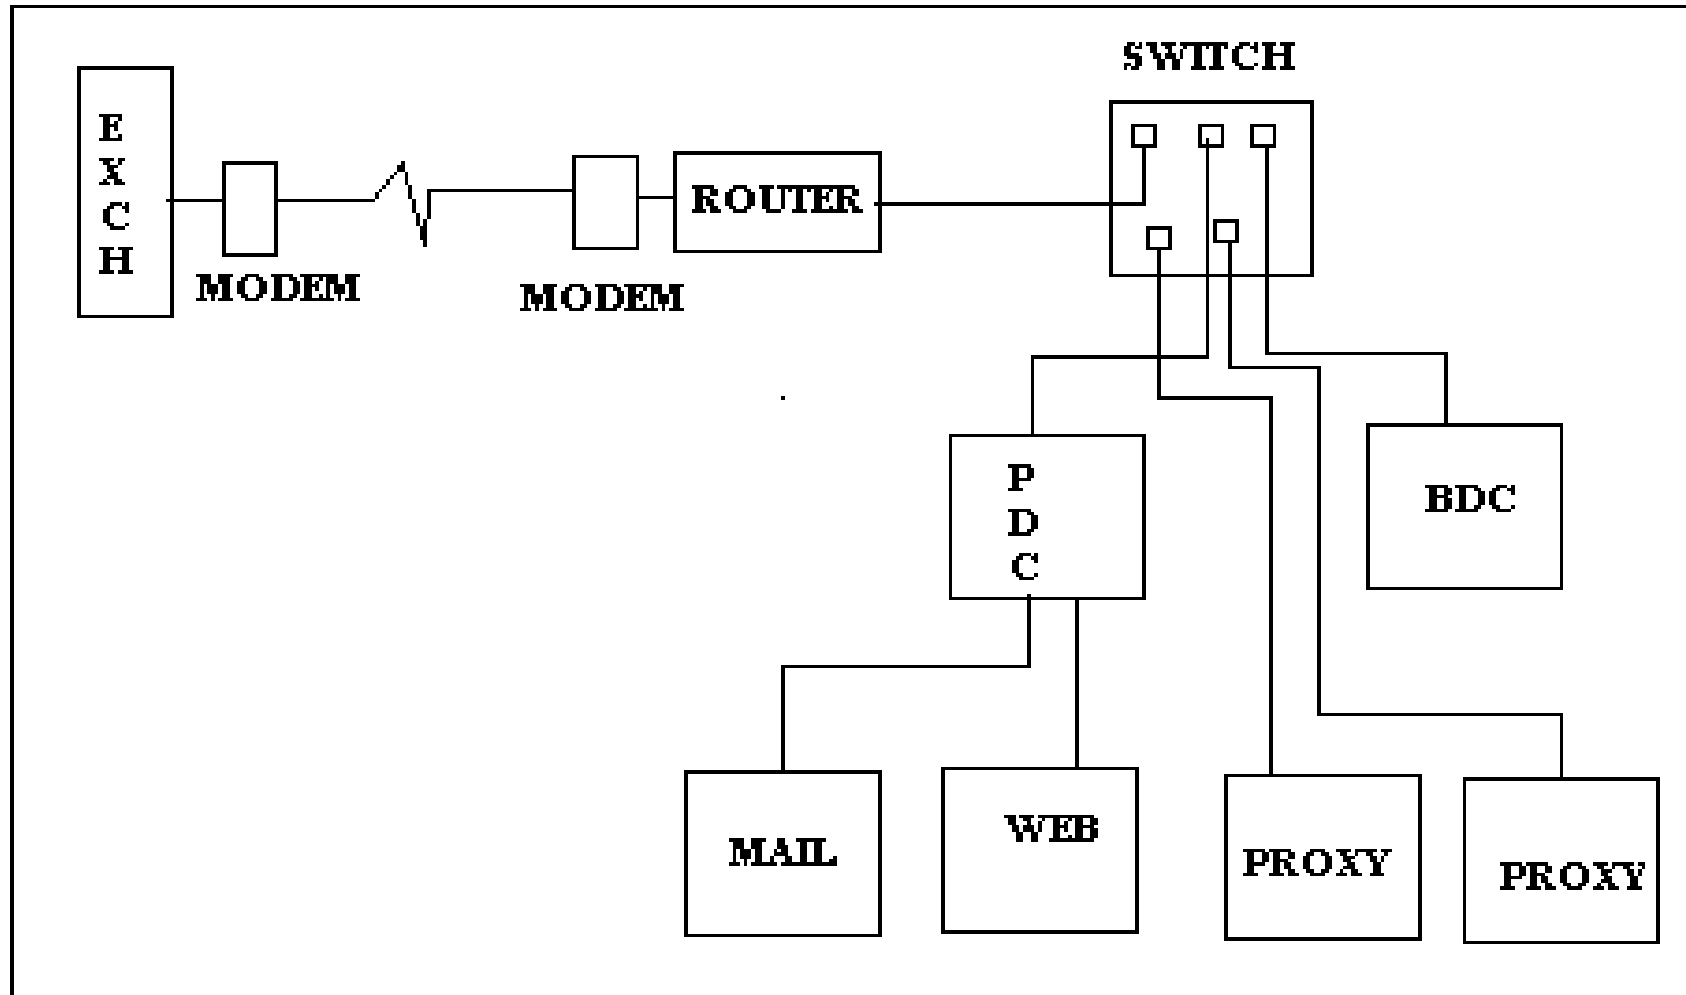 SWITCH
E
X
C
H
ROUTER
MODEM
MODEM
P
D
C
BDC
MAIL
WEB
PROXY
PROXY